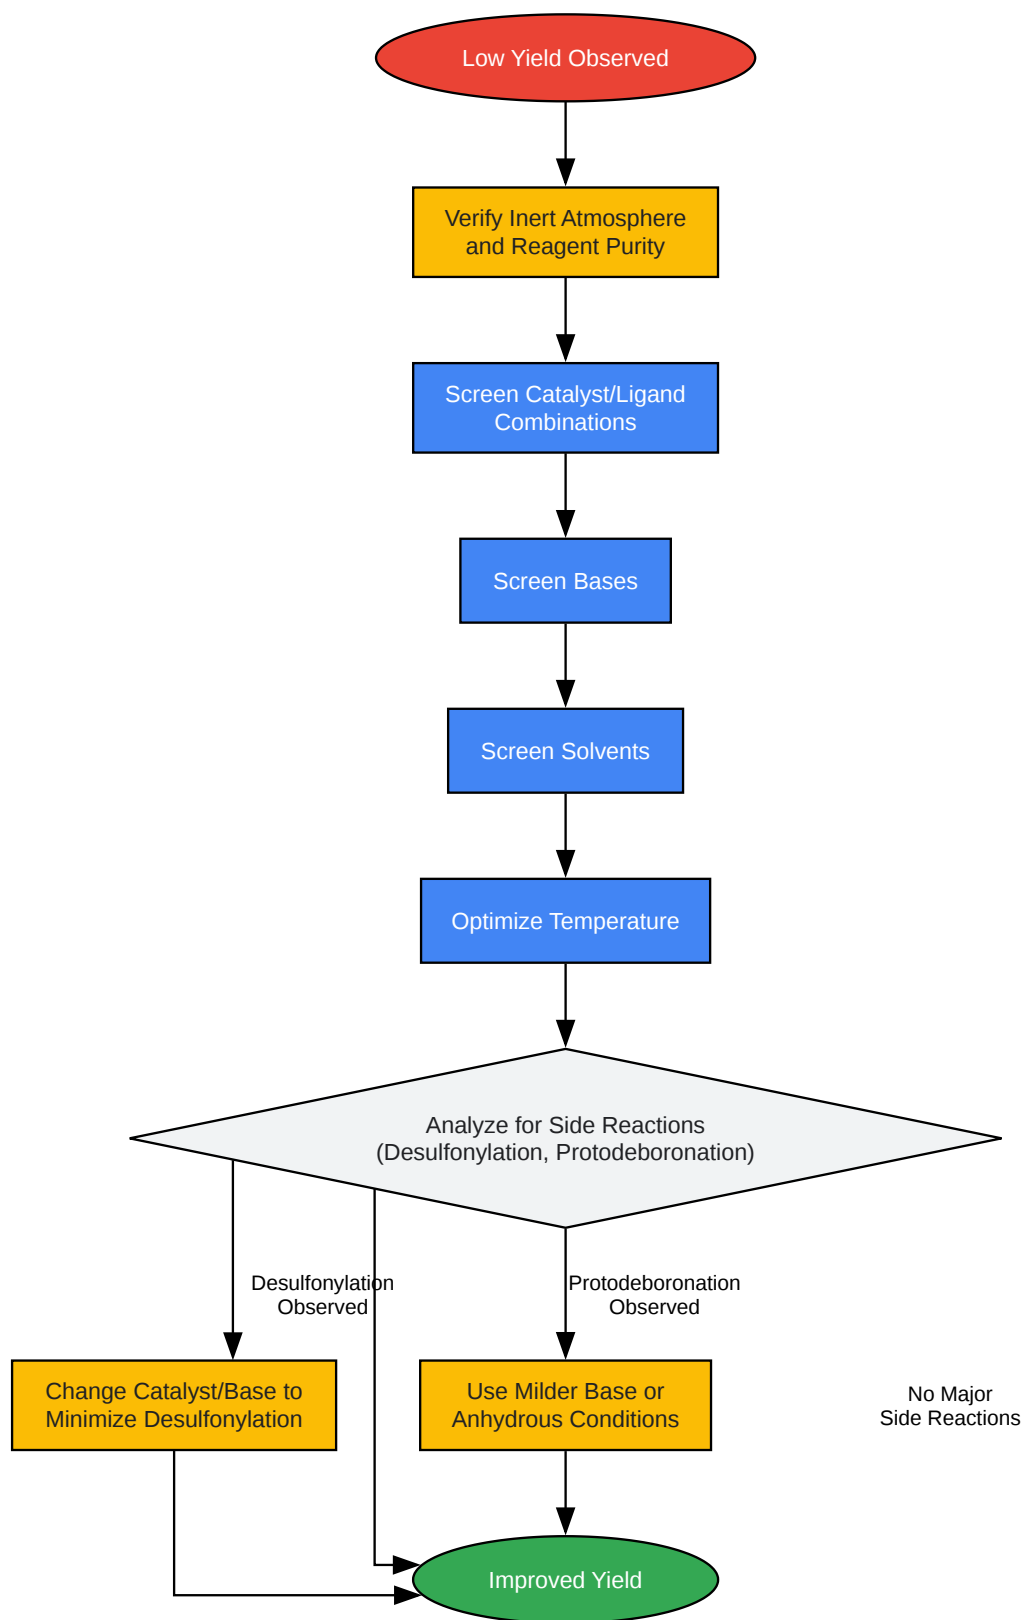 Low Yield Observed
Verify Inert Atmosphere
and Reagent Purity
Screen Catalyst/Ligand
Combinations
Screen Bases
Screen Solvents
Optimize Temperature
Analyze for Side Reactions
(Desulfonylation, Protodeboronation)
Desulfonylation
Observed
Protodeboronation
Observed
Change Catalyst/Base to
Minimize Desulfonylation
Use Milder Base or
Anhydrous Conditions
No Major
Side Reactions
Improved Yield